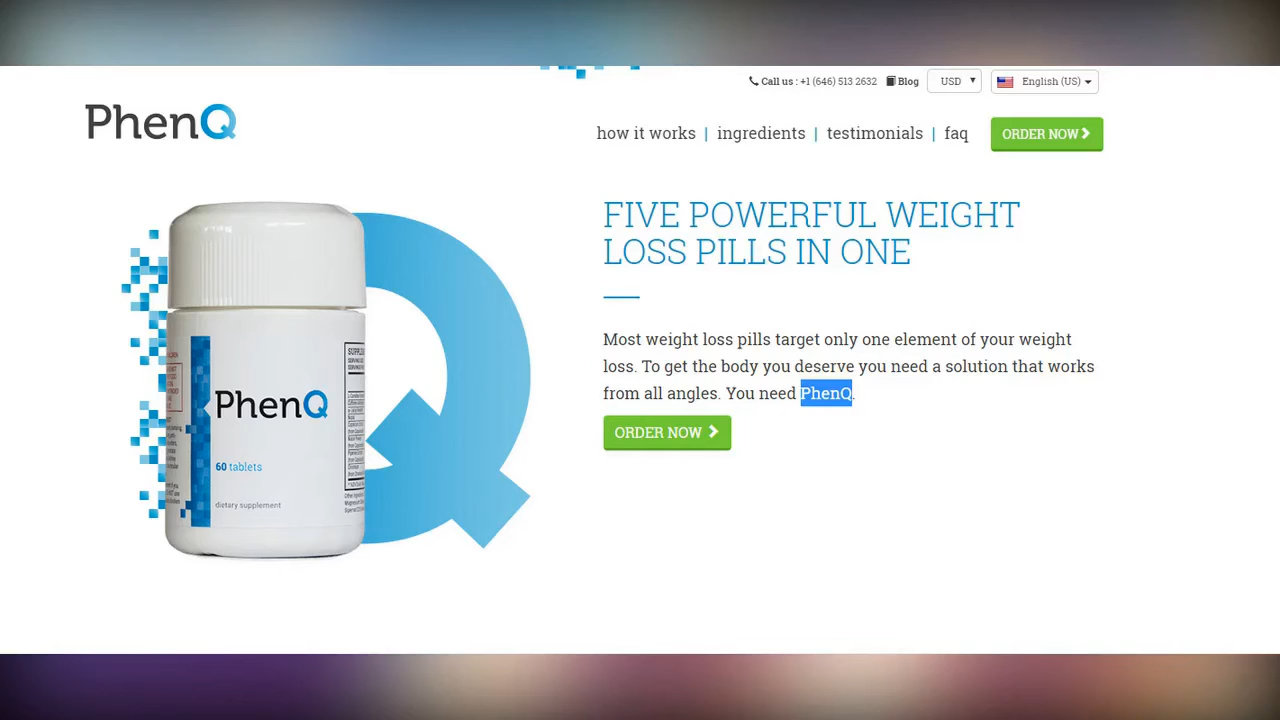 Call us : +1 (646) 513 2632 Blog USD English (US)
PhenQ
how it works | ingredients | testimonials | faq ORDER NOW
FIVE POWERFUL WEIGHT
LOSS PILLS IN ONE
Most weight loss pills target only one element of your weight
loss. To get the body you deserve you need a solution that works
from all angles. You need PhenQ.
ORDER NOW
PhenQ
60 tablets
dietary supplement